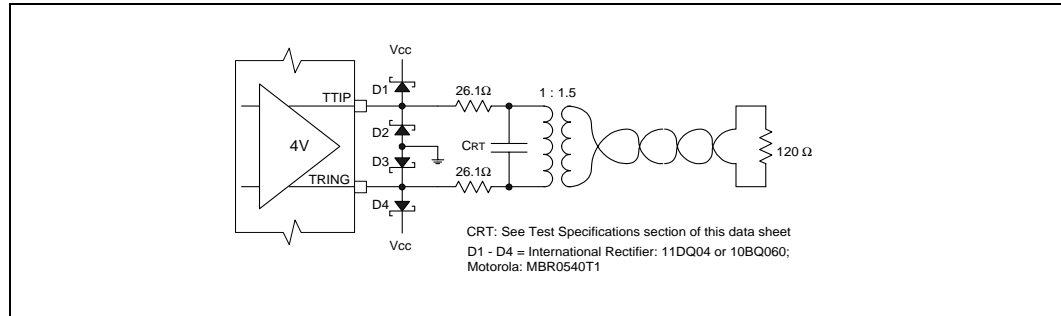 Vcc
D1
26.1Ω
1 : 1.5
TTIP
D2
4V
CRT
120 Ω
D3
TRING
26.1Ω
D4
Vcc
CRT: See Test Specifications section of this data sheet
D1 - D4 = International Rectifier: 11DQ04 or 10BQ060;
Motorola: MBR0540T1